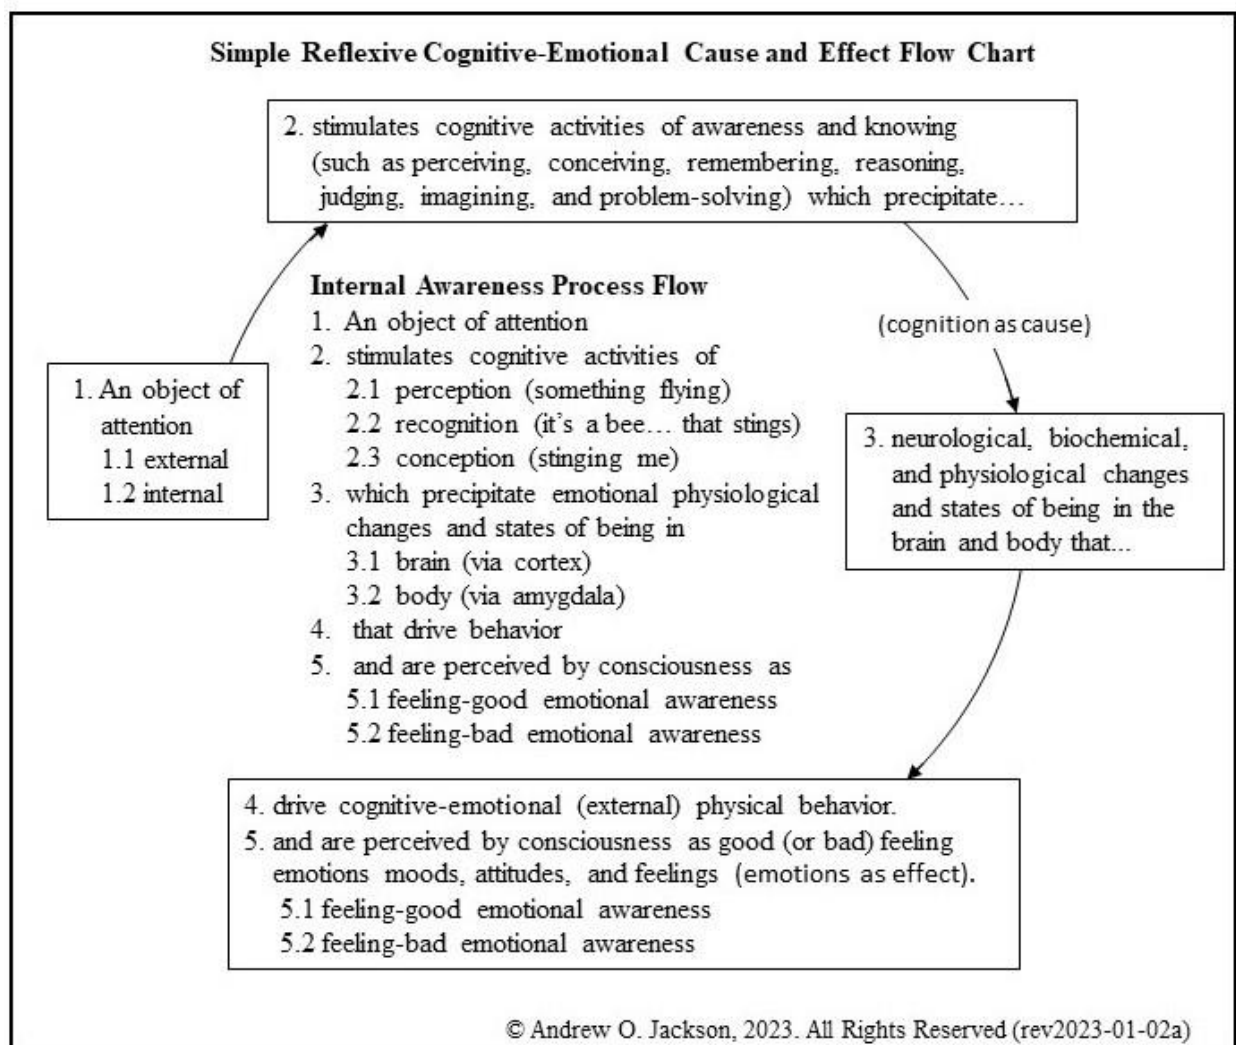 Simple Reflexive Cognitive-Emotional Cause and Effect Flow Chart
2. stimulates cognitive activities of awareness and knowing
(such as perceiving, conceiving, remembering, reasoning,
judging, imagining, and problem-solving) which precipitate...
Internal Awareness Process Flow
1. An object of attention
2. stimulates cognitive activities of
2.1 perception (something flying)
2.2 recognition (it's a bee... that stings)
2.3 conception (stinging me)
3. which precipitate emotional physiological
changes and states of being in
3.1 brain (via cortex)
3.2 body (via amygdala)
4. that drive behavior
5. and are perceived by consciousness as
5.1 feeling-good emotional awareness
5.2 feeling-bad emotional awareness
(cognition as cause)
1. An object of
attention
1.1 external
1.2 internal
3. neurological, biochemical,
and physiological changes
and states of being in the
brain and body that...
4. drive cognitive-emotional (external) physical behavior.
5. and are perceived by consciousness as good (or bad) feeling
emotions moods, attitudes, and feelings (emotions as effect).
5.1 feeling-good emotional awareness
5.2 feeling-bad emotional awareness
© Andrew O. Jackson, 2023. All Rights Reserved (rev2023-01-02a)